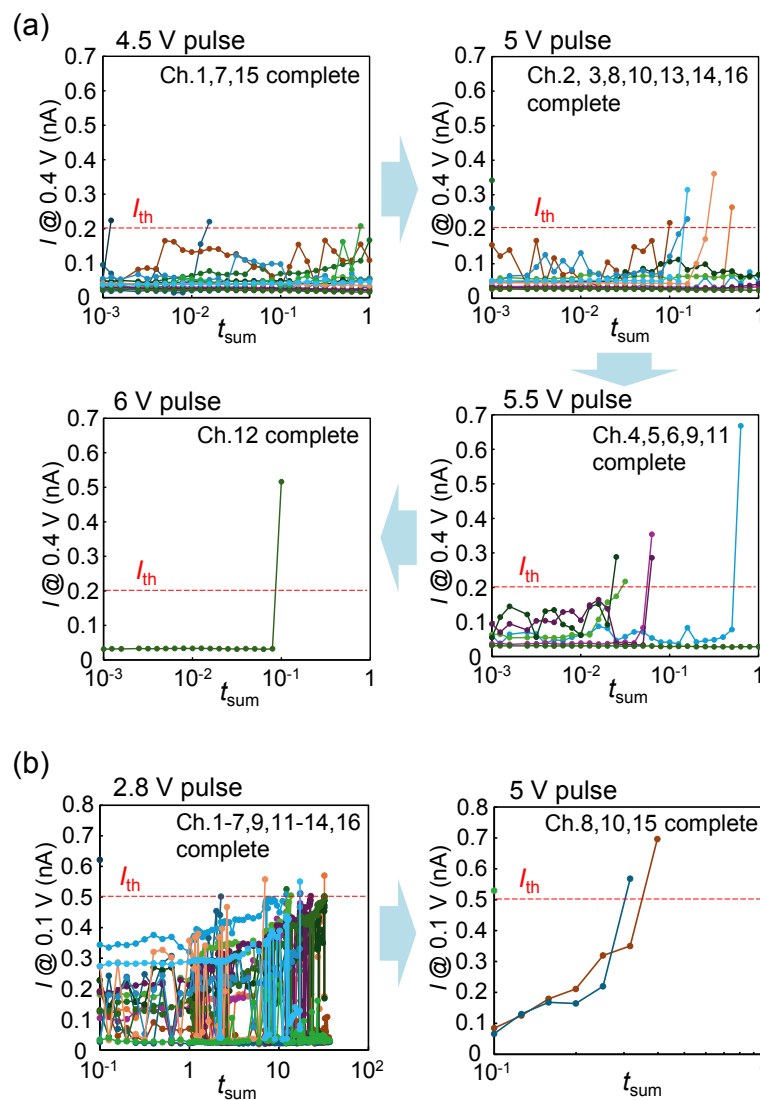 (a)
4.5 V pulse
Ch.1,7,15 complete
I @ 0.4 V (nA)
0.7
0.6
0.5
0.4
0.3
0.2
0.1
0
Ith
10-3
10-2
10-1
1
tsum
5 V pulse
Ch.2, 3,8,10,13,14,16
complete
I @ 0.4 V (nA)
0.7
0.6
0.5
0.4
0.3
0.2
0.1
0
Ith
10-3
10-2
10-1
1
tsum
6 V pulse
Ch.12 complete
I @ 0.4 V (nA)
0.7
0.6
0.5
0.4
0.3
0.2
0.1
0
Ith
10-3
10-2
10-1
1
tsum
5.5 V pulse
Ch.4,5,6,9,11
complete
I @ 0.4 V (nA)
0.7
0.6
0.5
0.4
0.3
0.2
0.1
0
Ith
10-3
10-2
10-1
1
tsum
(b)
2.8 V pulse
Ch.1-7,9,11-14,16
complete
I @ 0.1 V (nA)
0.8
0.7
0.6
0.5
0.4
0.3
0.2
0.1
0
Ith
10-1
1
10
102
tsum
5 V pulse
Ch.8,10,15 complete
I @ 0.1 V (nA)
0.8
0.7
0.6
0.5
0.4
0.3
0.2
0.1
0
Ith
10-1
tsum